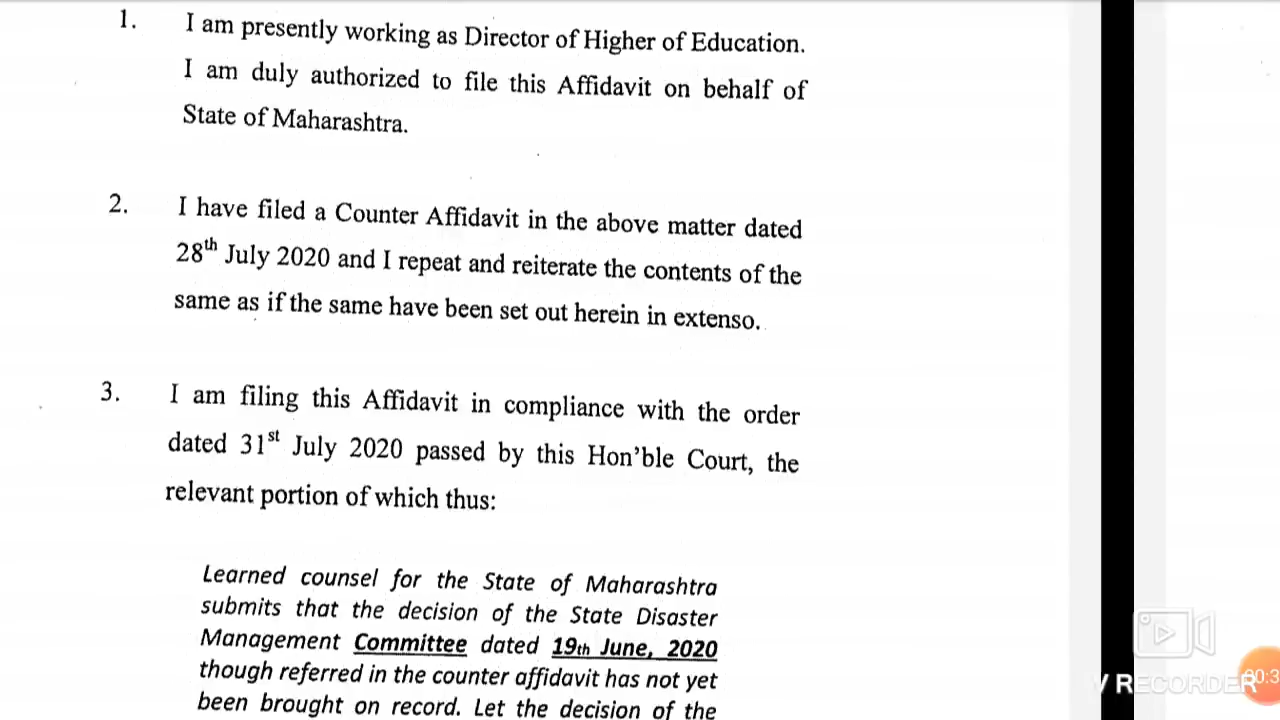 1. I am presently working as Director of Higher of Education.
I am duly authorized to file this Affidavit on behalf of
State of Maharashtra.
2. I have filed a Counter Affidavit in the above matter dated
28th July 2020 and I repeat and reiterate the contents of the
same as if the same have been set out herein in extenso.
3. I am filing this Affidavit in compliance with the order
dated 31st July 2020 passed by this Hon’ble Court, the
relevant portion of which thus:
Learned counsel for the State of Maharashtra
submits that the decision of the State Disaster
Management Committee dated 19th June, 2020
though referred in the counter affidavit has not yet
been brought on record. Let the decision of the
V RECORDER
00:3